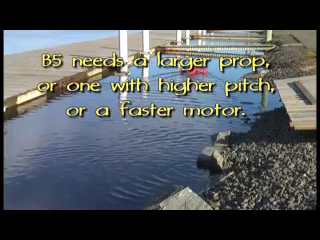 B5 needs a larger prop,
or one with higher pitch,
or a faster motor.